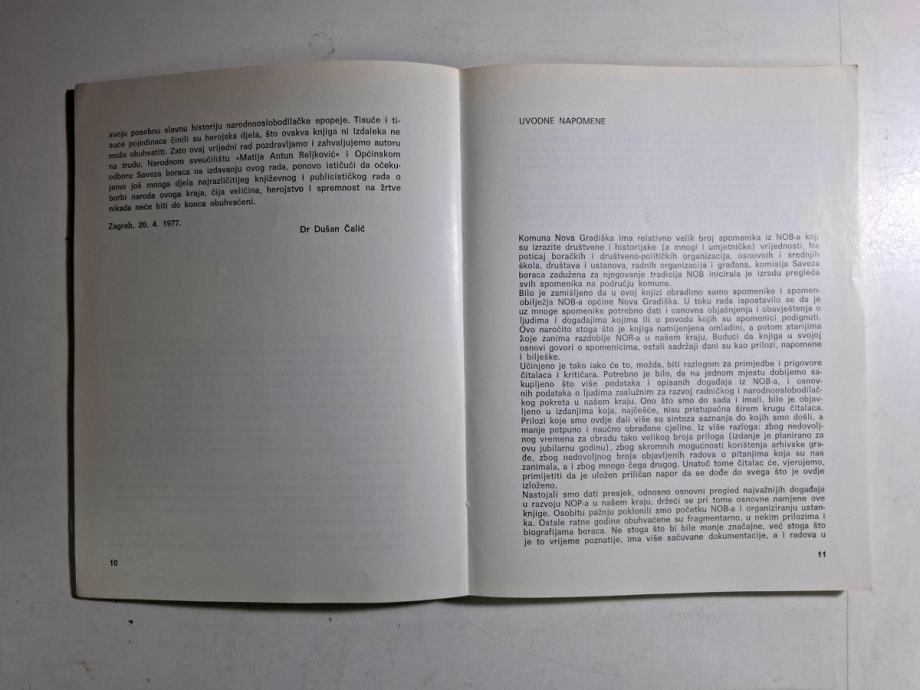 svoju posebnu slavnu historiju narodnooslobodilačke epopeje. Tisuće i ti-
suće pojedinaca činili su herojska djela, što ovakva knjiga ni izdaleka ne
može obuhvatiti. Zato ovaj vrijedni rad pozdravljamo i zahvaljujemo autoru
na trudu, Narodnom sveučilištu »Matija Antun Reljković« i Općinskom
odboru Saveza boraca na izdavanju ovog rada, ponovo ističući da očeku-
jemo još mnoga djela najrazličitijeg književnog i publicističkog rada o
borbi naroda ovoga kraja, čija veličina, herojstvo i spremnost na žrtve
nikada neće biti do konca obuhvaćeni.
Zagreb, 20. 4. 1977.
Dr Dušan Čalić
10
UVODNE NAPOMENE
Komuna Nova Gradiška ima relativno velik broj spomenika iz NOB-a koji
su izrazite društvene i historijske (a mnogi i umjetničke) vrijednosti. Na
poticaj boračkih i društveno-političkih organizacija, osnovnih i srednjih
škola, društava i ustanova, radnih organizacija i građana, komisija Saveza
boraca zadužena za njegovanje tradicija NOB inicirala je izradu pregleda
svih spomenika na području komune.
Bilo je zamišljeno da u ovoj knjizi obradimo samo spomenike i spomen-
obilježja NOB-a općine Nova Gradiška. U toku rada ispostavilo se da je
uz mnoge spomenike potrebno dati i osnovna objašnjenja i obavještenja o
ljudima i događajima kojima ili u povodu kojih su spomenici podignuti.
Ovo naročito stoga što je knjiga namijenjena omladini, a potom starijima
koje zanima razdoblje NOR-a u našem kraju. Budući da knjiga u svojoj
osnovi govori o spomenicima, ostali sadržaji dani su kao prilozi, napomene
i bilješke.
Učinjeno je tako iako će to, možda, biti razlogom za primjedbe i prigovore
čitalaca i kritičara. Potrebno je bilo, da na jednom mjestu dobijemo sa-
kupljeno što više podataka i opisanih događaja iz NOB-a, i osnov-
nih podataka o ljudima zaslužnim za razvoj radničkog i narodnooslobodilač-
kog pokreta u našem kraju. Ono što smo do sada i imali, bilo je objav-
ljeno u izdanjima koja, najčešće, nisu pristupačna širem krugu čitalaca.
Prilozi koje smo ovdje dali više su sinteza saznanja do kojih smo došli, a
manje potpuno i naučno obrađene cjeline. Iz više razloga: zbog nedovolj-
nog vremena za obradu tako velikog broja priloga (izdanje je planirano za
ovu jubilarnu godinu), zbog skromnih mogućnosti korištenja arhivske gra-
đe, zbog nedovoljnog broja objavljenih radova o pitanjima koja su nas
zanimala, a i zbog mnogo čega drugog. Unatoč tome čitalac će, vjerujemo,
primijetiti da je uložen priličan napor da se dođe do svega što je ovdje
izloženo.
Nastojali smo dati presjek, odnosno osnovni pregled najvažnijih događaja
u razvoju NOP-a u našem kraju, držeći se pri tome osnovne namjene ove
knjige. Osobitu pažnju poklonili smo početku NOB-a i organiziranju ustan-
ka. Ostale ratne godine obuhvaćene su fragmentarno, u nekim prilozima i
biografijama boraca. Ne stoga što bi bile manje značajne, već stoga što
je to vrijeme poznatije, ima više sačuvane dokumentacije, a i radova u
11